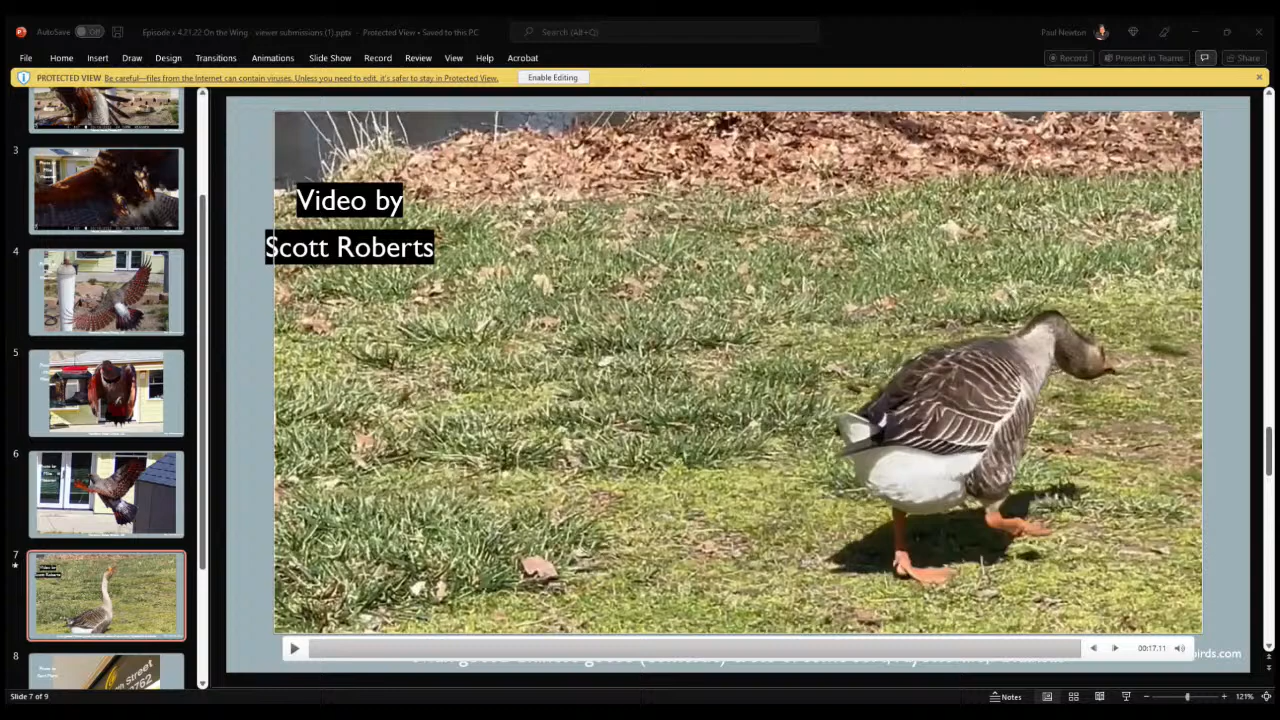 AutoSave Off Episode x 4.21.22 On the Wing - viewer submissions (1).pptx - Protected View • Saved to this PC Search (Alt+Q) Paul Newton
File Home Insert Draw Design Transitions Animations Slide Show Record Review View Help Acrobat Record Present in Teams Share
PROTECTED VIEW Be careful—files from the Internet can contain viruses. Unless you need to edit, it's safer to stay in Protected View. Enable Editing
3
4
5
6
7
8
Video by
Scott Roberts
00:17.11
birds.com
Slide 7 of 9 Notes 121%